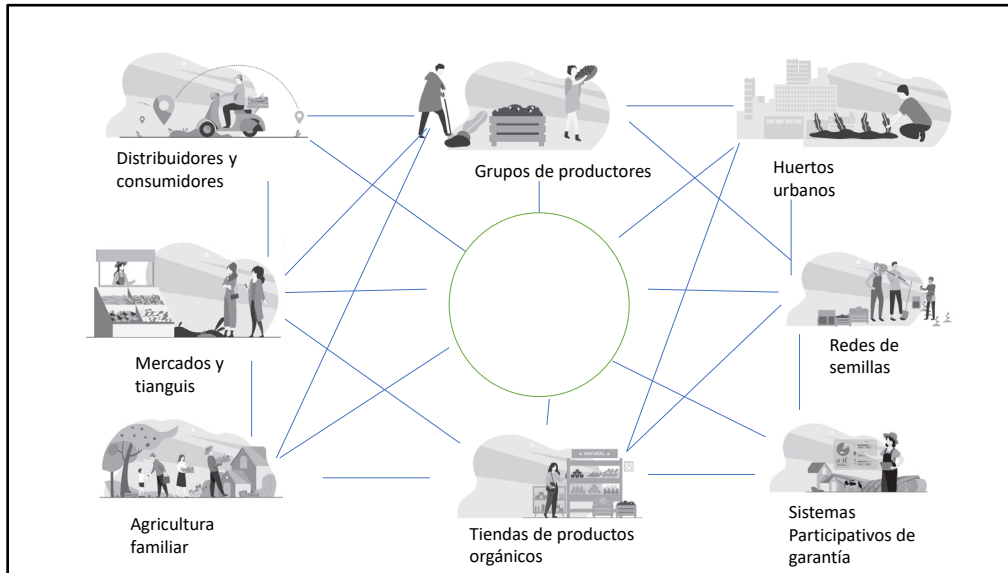 Distribuidores y
consumidores
Grupos de productores
Huertos
urbanos
Mercados y
tianguis
Redes de
semillas
NATURAL
Agricultura
familiar
Tiendas de productos
orgánicos
Sistemas
Participativos de
garantía